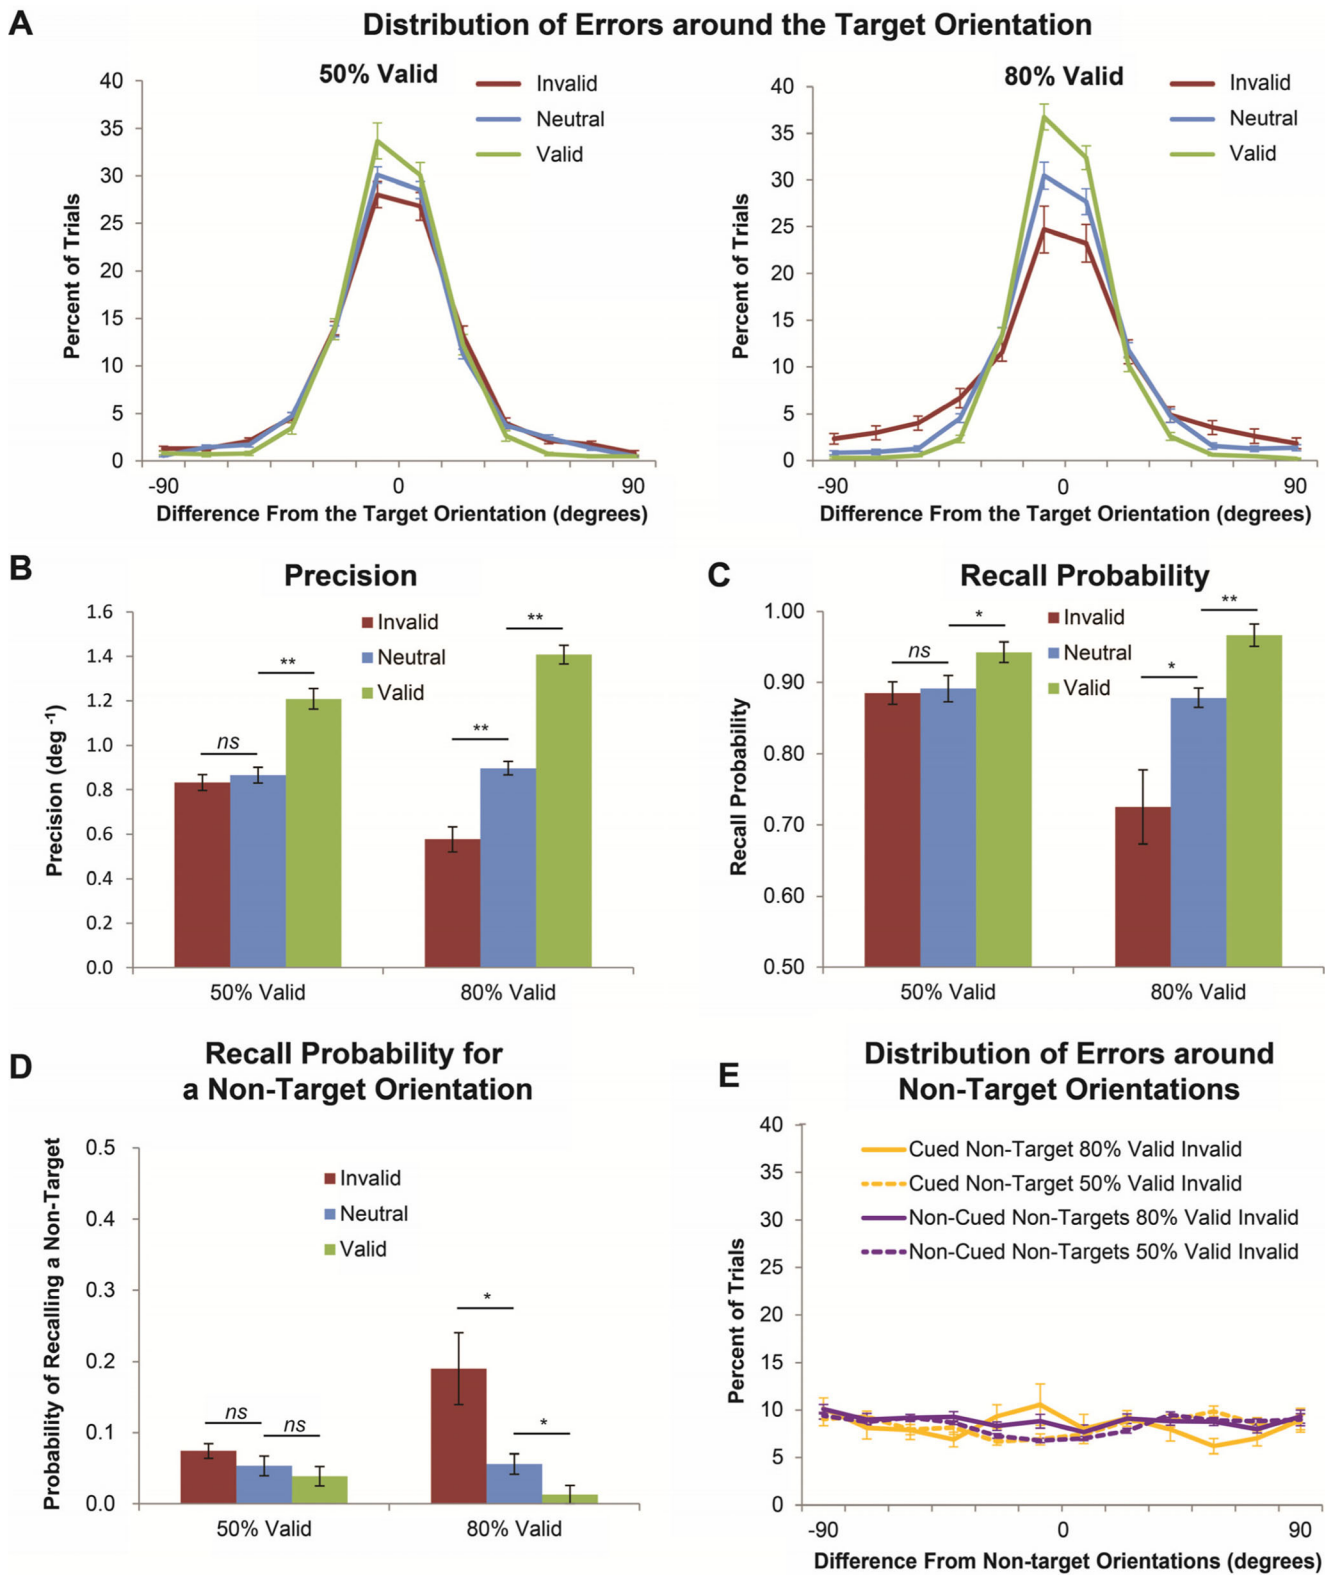 A
Distribution of Errors around the Target Orientation
50% Valid
Invalid
Neutral
Valid
40
35
30
25
20
15
10
5
0
Percent of Trials
-90
0
90
Difference From the Target Orientation (degrees)
80% Valid
Invalid
Neutral
Valid
40
35
30
25
20
15
10
5
0
Percent of Trials
-90
0
90
Difference From the Target Orientation (degrees)
B
Precision
1.6
1.4
1.2
1.0
0.8
0.6
0.4
0.2
0.0
Precision (deg -1)
Invalid
Neutral
Valid
ns
**
**
**
50% Valid
80% Valid
C
Recall Probability
1.00
0.90
0.80
0.70
0.60
0.50
Recall Probability
Invalid
Neutral
Valid
ns
*
*
**
50% Valid
80% Valid
D
Recall Probability for
a Non-Target Orientation
0.5
0.4
0.3
0.2
0.1
0.0
Probability of Recalling a Non-Target
Invalid
Neutral
Valid
ns
ns
*
*
50% Valid
80% Valid
E
Distribution of Errors around
Non-Target Orientations
40
35
30
25
20
15
10
5
0
Percent of Trials
Cued Non-Target 80% Valid Invalid
Cued Non-Target 50% Valid Invalid
Non-Cued Non-Targets 80% Valid Invalid
Non-Cued Non-Targets 50% Valid Invalid
-90
0
90
Difference From Non-target Orientations (degrees)